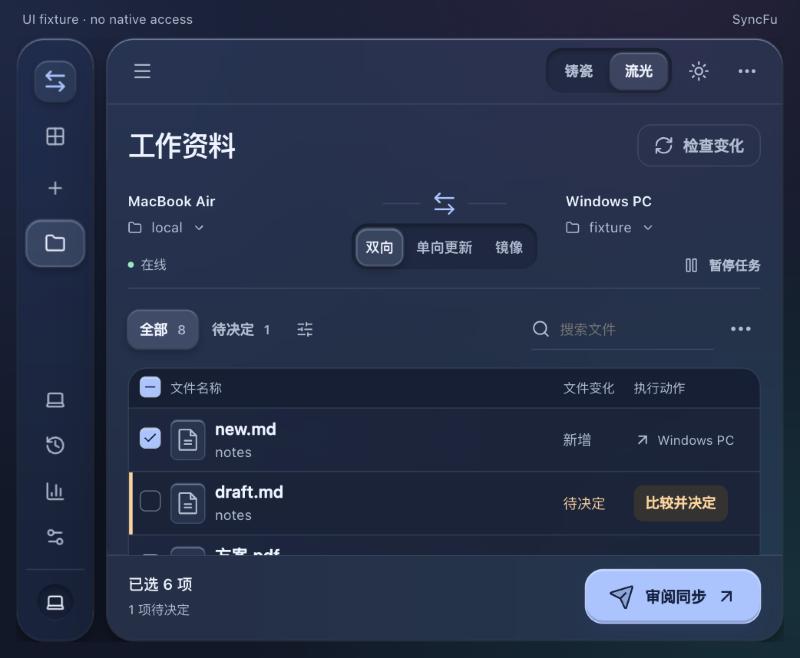 UI fixture · no native access
SyncFu
铸瓷 流光
工作资料
检查变化
MacBook Air
Windows PC
local
fixture
双向 单向更新 镜像
在线
暂停任务
全部 8 待决定 1
搜索文件
文件名称 文件变化 执行动作
new.md
notes
新增 Windows PC
draft.md
notes
待决定 比较并决定
方案.pdf
已选 6 项
1 项待决定
审阅同步